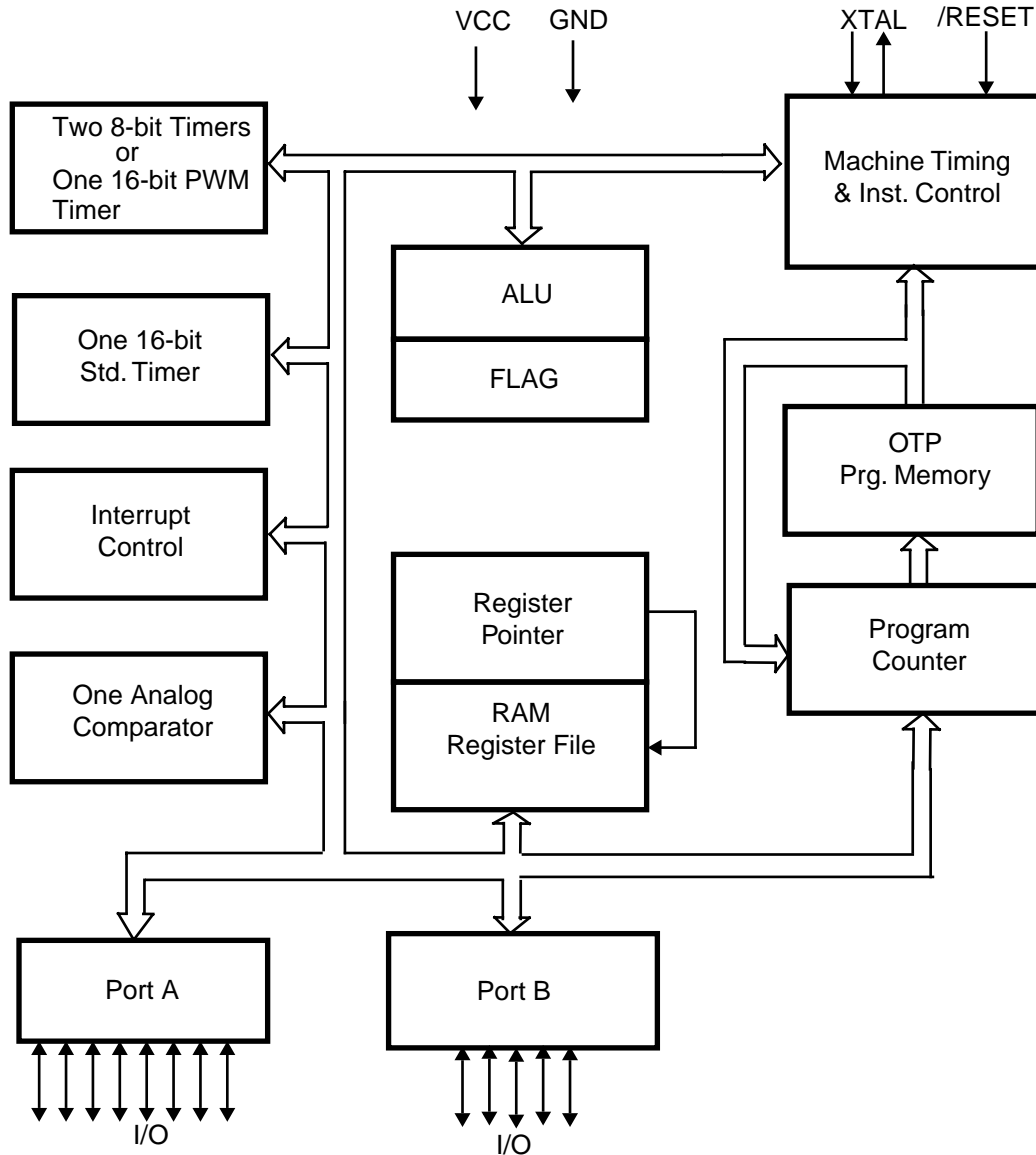 VCC
GND
XTAL
/RESET
Two 8-bit Timers
or
One 16-bit PWM
Timer
Machine Timing
& Inst. Control
ALU
FLAG
One 16-bit
Std. Timer
OTP
Prg. Memory
Interrupt
Control
Register
Pointer
Program
Counter
One Analog
Comparator
RAM
Register File
Port A
Port B
I/O
I/O